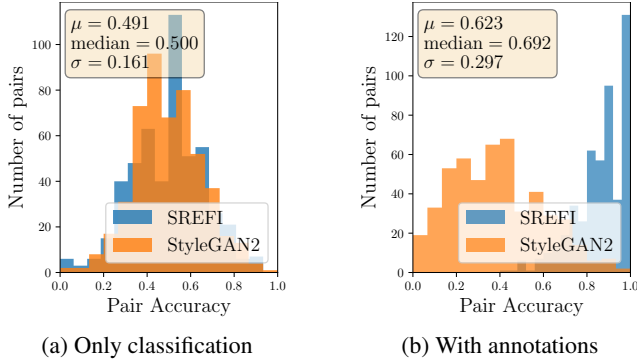 μ = 0.491
median = 0.500
σ = 0.161
Number of pairs
100
80
60
40
20
0
SREFI
StyleGAN2
0.0 0.2 0.4 0.6 0.8 1.0
Pair Accuracy
(a) Only classification
μ = 0.623
median = 0.692
σ = 0.297
Number of pairs
120
100
80
60
40
20
0
SREFI
StyleGAN2
0.0 0.2 0.4 0.6 0.8 1.0
Pair Accuracy
(b) With annotations